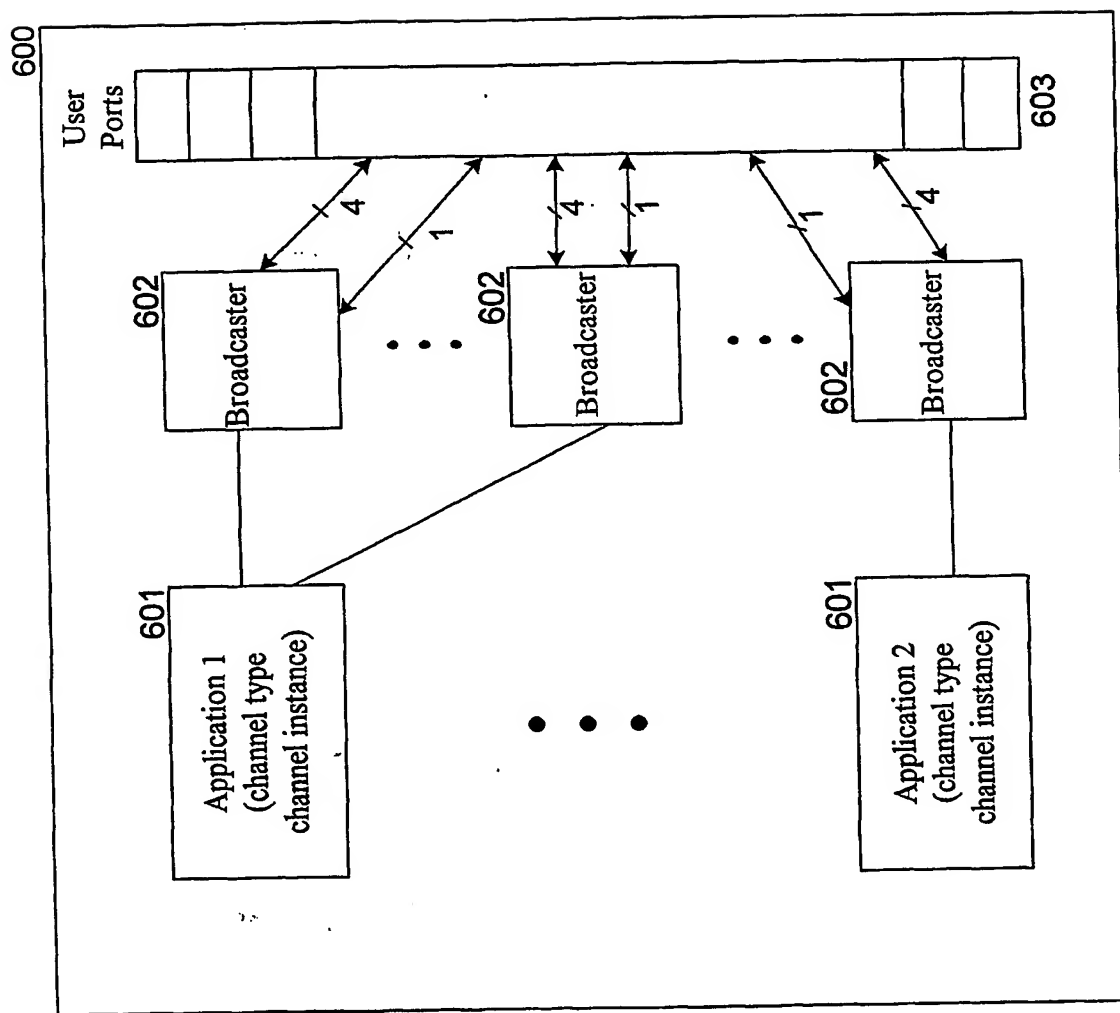 600
User
Ports
603
4
1
4
1
1
4
602
Broadcaster
602
Broadcaster
602
Broadcaster
601
Application 1
(channel type
channel instance)
601
Application 2
(channel type
channel instance)